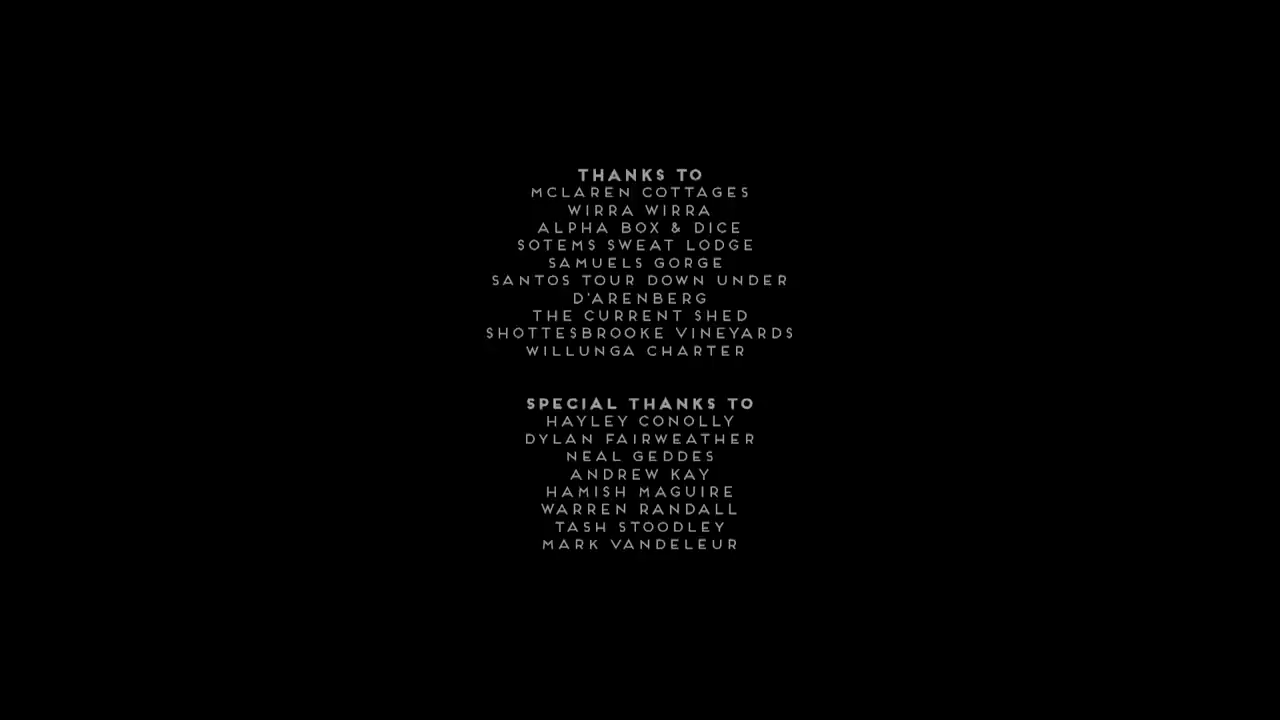 THANKS TO
MCLAREN COTTAGES
WIRRA WIRRA
ALPHA BOX & DICE
SOTEMS SWEAT LODGE
SAMUELS GORGE
SANTOS TOUR DOWN UNDER
D'ARENBERG
THE CURRENT SHED
SHOTTESBROOKE VINEYARDS
WILLUNGA CHARTER
SPECIAL THANKS TO
HAYLEY CONOLLY
DYLAN FAIRWEATHER
NEAL GEDDES
ANDREW KAY
HAMISH MAGUIRE
WARREN RANDALL
TASH STOODLEY
MARK VANDELEUR